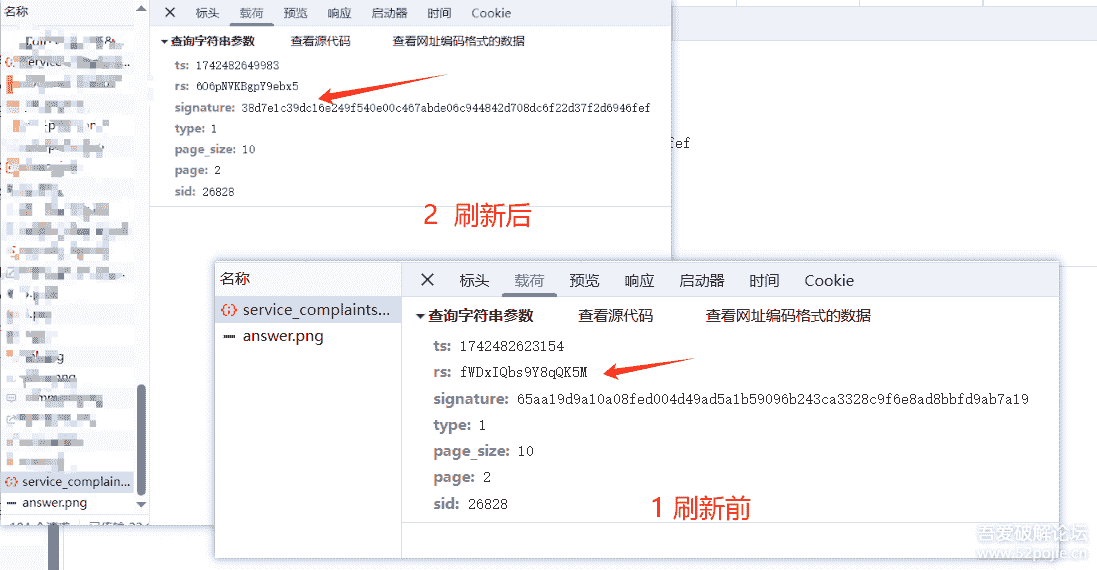 名称
service_complain...
answer.png
标头 载荷 预览 响应 启动器 时间 Cookie
查询字符串参数 查看源代码 查看网址编码格式的数据
ts: 1742482649983
rs: 606pNVKBgpY9ebx5
signature: 38d7e1c39dc16e249f540e00c467abde06c944842d708dc6f22d37f2d6946fef
type: 1
page_size: 10
page: 2
sid: 26828
fef
2 刷新后
名称
service_complaints...
answer.png
标头 载荷 预览 响应 启动器 时间 Cookie
查询字符串参数 查看源代码 查看网址编码格式的数据
ts: 1742482623154
rs: fWDxIQbs9Y8qQK5M
signature: 65aa19d9a10a08fed004d49ad5a1b59096b243ca3328c9f6e8ad8bbfd9ab7a19
type: 1
page_size: 10
page: 2
sid: 26828
1 刷新前
吾爱破解论坛
www.52pojie.cn